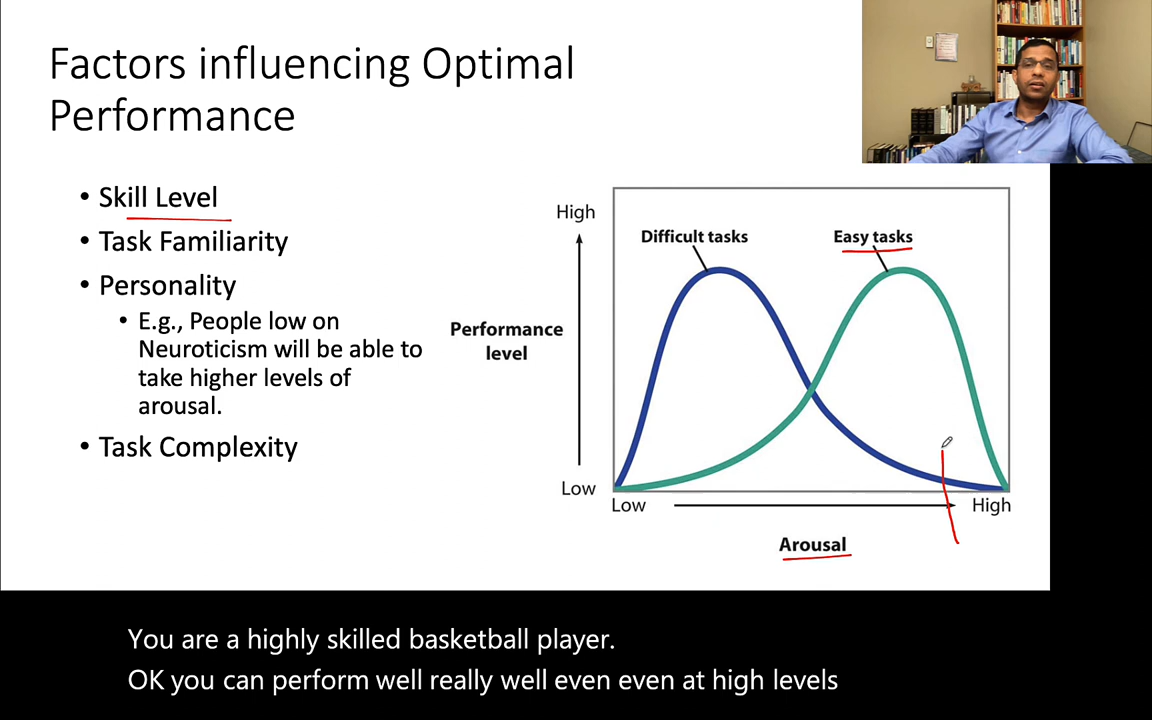 Factors influencing Optimal
Performance
• Skill Level
• Task Familiarity
• Personality
• E.g., People low on
Neuroticism will be able to
take higher levels of
arousal.
• Task Complexity
High
Difficult tasks
Easy tasks
Performance
level
Low
Low
High
Arousal
You are a highly skilled basketball player.
OK you can perform well really well even even at high levels